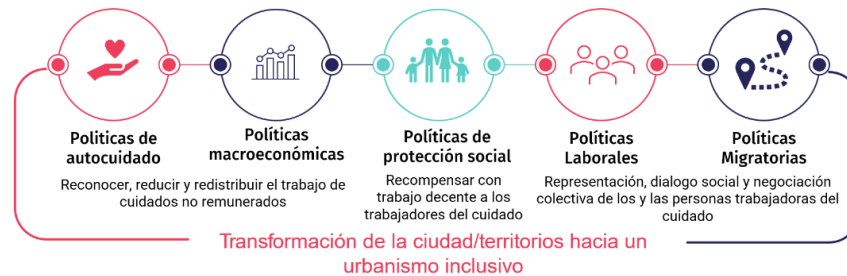 Politicas de
autocuidado
Políticas
macroeconómicas
Políticas de
protección social
Políticas
Laborales
Políticas
Migratorias
Reconocer, reducir y redistribuir el trabajo de
cuidados no remunerados
Recompensar con
trabajo decente a los
trabajadores del cuidado
Representación, dialogo social y negociación
colectiva de los y las personas trabajadoras del
cuidado
Transformación de la ciudad/territorios hacia un
urbanismo inclusivo